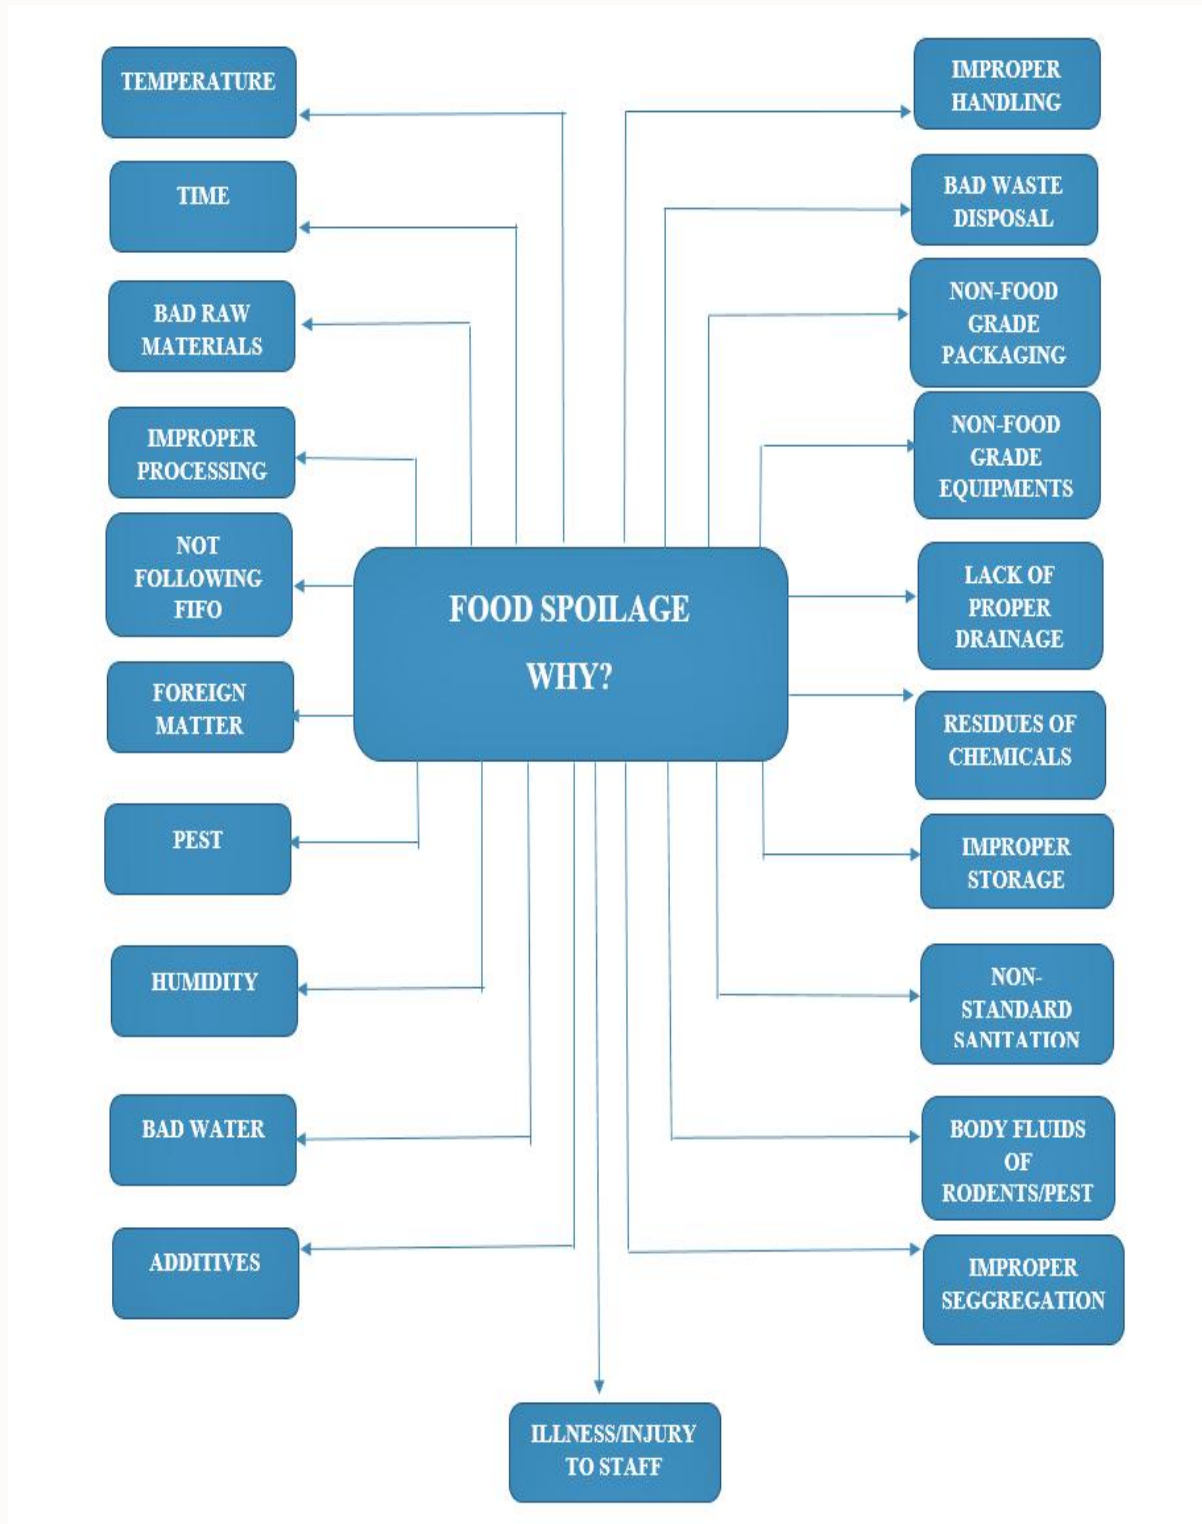 TEMPERATURE
TIME
BAD RAW
MATERIALS
IMPROPER
PROCESSING
NOT
FOLLOWING
FIFO
FOREIGN
MATTER
PEST
HUMIDITY
BAD WATER
ADDITIVES
FOOD SPOILAGE
WHY?
ILLNESS/INJURY
TO STAFF
IMPROPER
HANDLING
BAD WASTE
DISPOSAL
NON-FOOD
GRADE
PACKAGING
NON-FOOD
GRADE
EQUIPMENTS
LACK OF
PROPER
DRAINAGE
RESIDUES OF
CHEMICALS
IMPROPER
STORAGE
NON-
STANDARD
SANITATION
BODY FLUIDS
OF
RODENTS/PEST
IMPROPER
SEGGREGATION